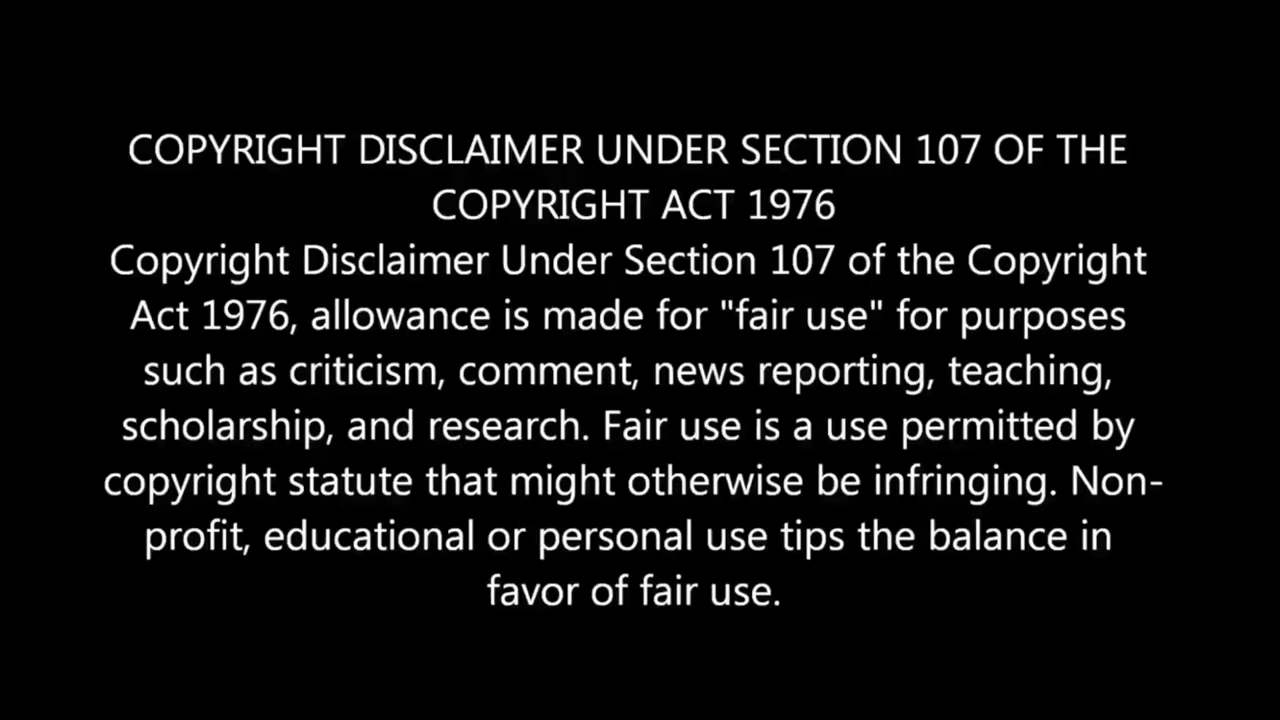 COPYRIGHT DISCLAIMER UNDER SECTION 107 OF THE
COPYRIGHT ACT 1976
Copyright Disclaimer Under Section 107 of the Copyright
Act 1976, allowance is made for "fair use" for purposes
such as criticism, comment, news reporting, teaching,
scholarship, and research. Fair use is a use permitted by
copyright statute that might otherwise be infringing. Non-
profit, educational or personal use tips the balance in
favor of fair use.